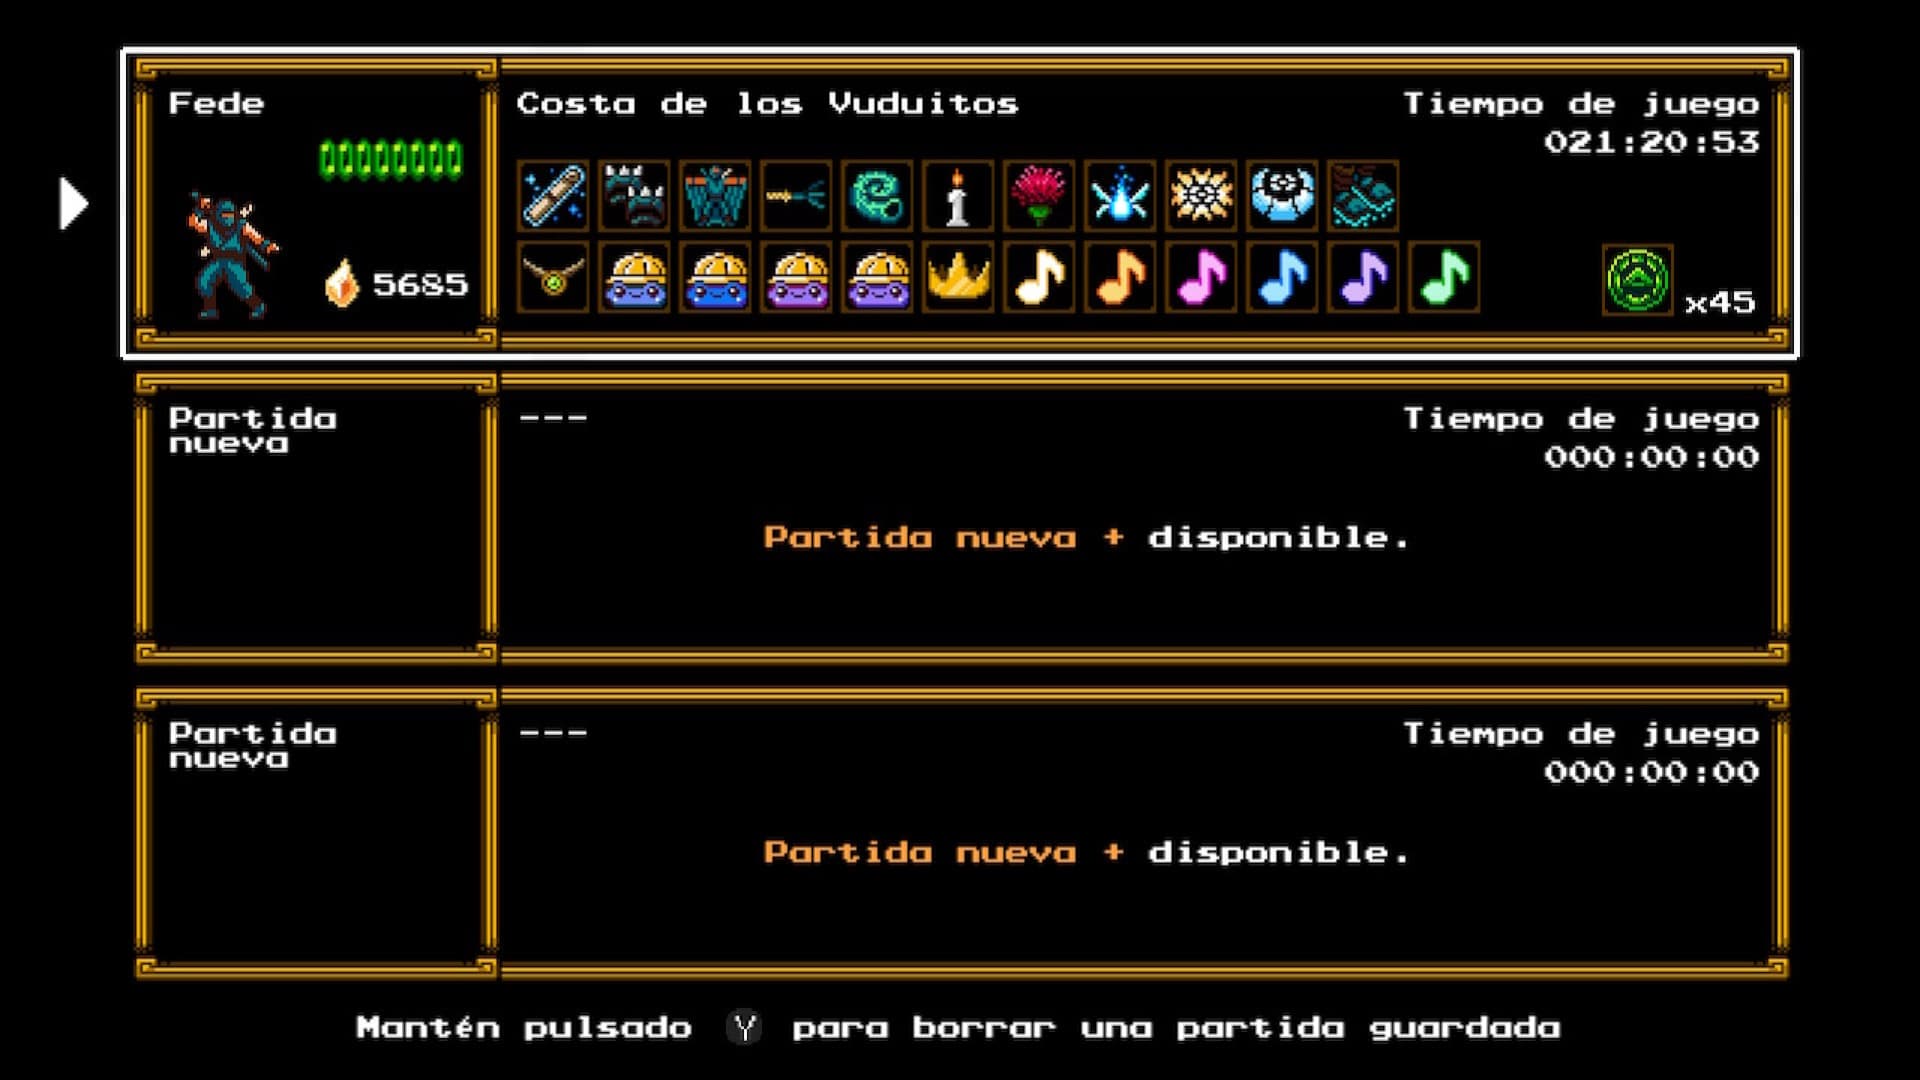 Fede
Costa de los Vuduitos
Tiempo de juego
021:20:53
5685
x45
Partida
nueva
---
Tiempo de juego
000:00:00
Partida nueva + disponible.
Partida
nueva
---
Tiempo de juego
000:00:00
Partida nueva + disponible.
Mantén pulsado Y para borrar una partida guardada